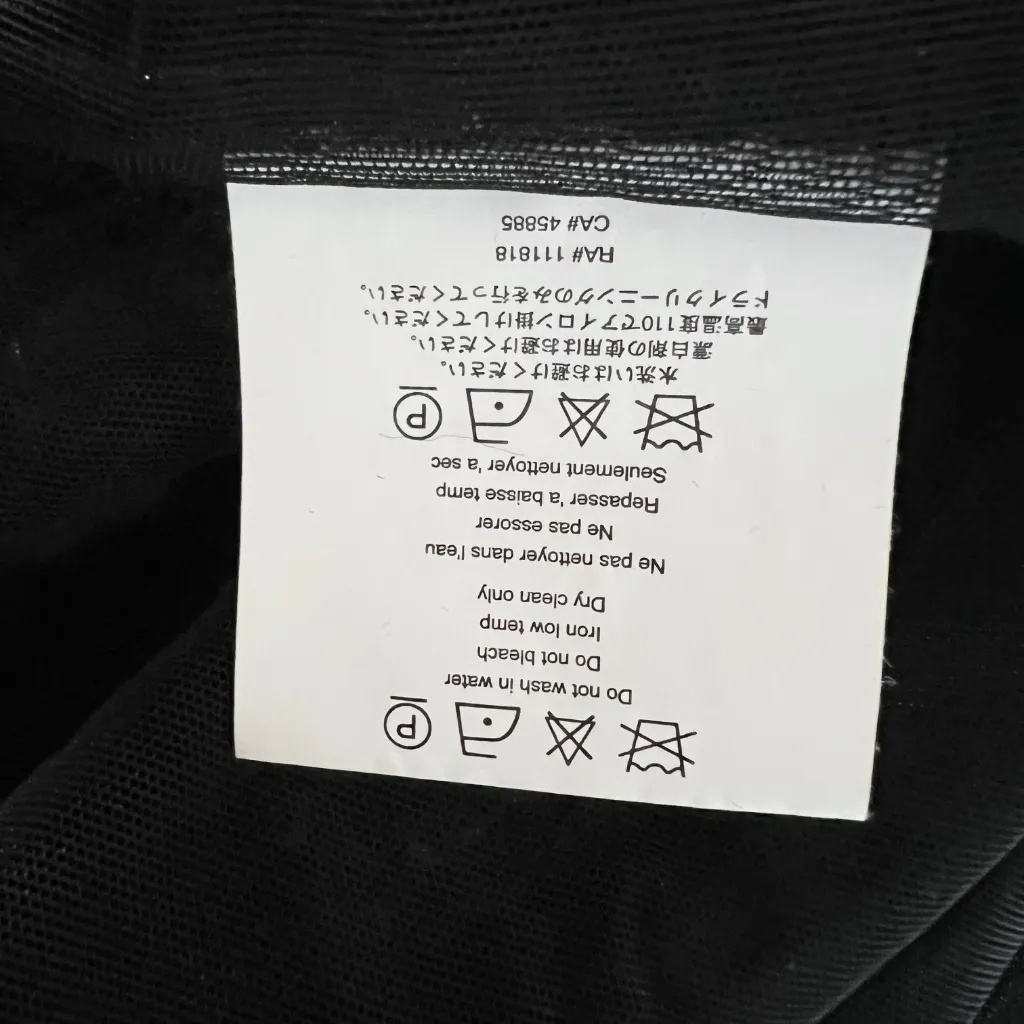 Do not wash in water
Do not bleach
Iron low temp
Dry clean only
Ne pas nettoyer dans l'eau
Ne pas essorer
Repasser 'a baisse temp
Seulement nettoyer 'a sec
P
水洗いはお避けください。
漂白剤の使用はお避けください。
最高温度110でアイロン掛けしてください。
ドライクリーニングのみを行ってください。
RA# 111818
CA# 45885